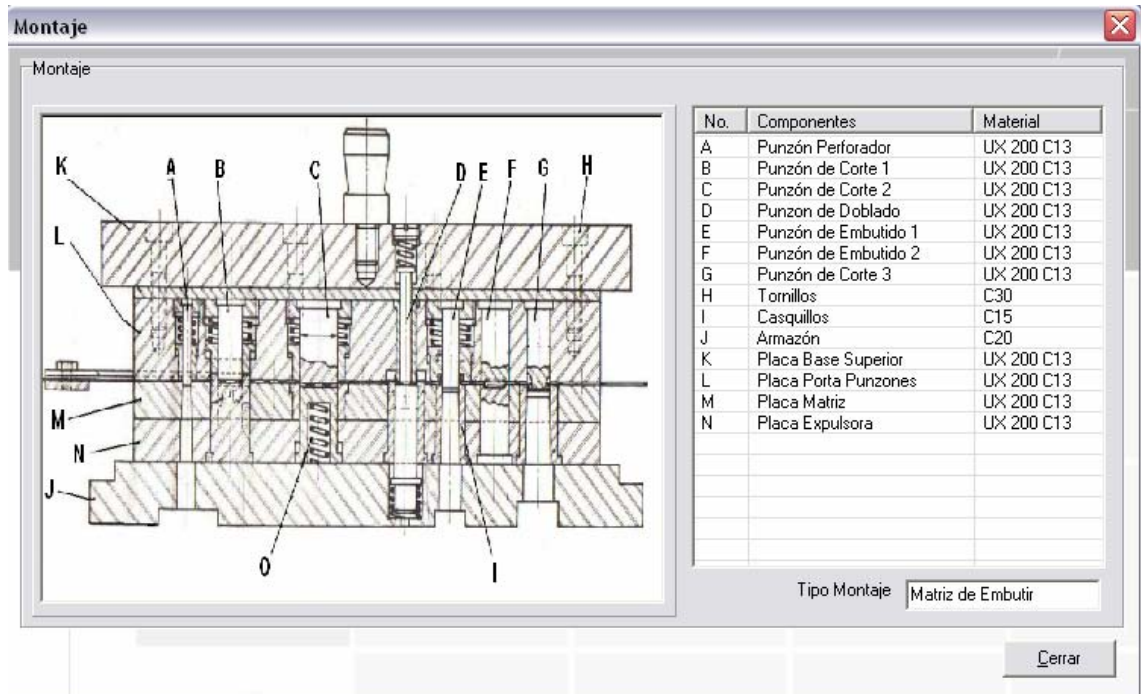 Montaje
Montaje
K A B C D E F G H
L
M
N
J
O I
No. Componentes Material
A Punzón Perforador UX 200 C13
B Punzón de Corte 1 UX 200 C13
C Punzón de Corte 2 UX 200 C13
D Punzon de Doblado UX 200 C13
E Punzón de Embutido 1 UX 200 C13
F Punzón de Embutido 2 UX 200 C13
G Punzón de Corte 3 UX 200 C13
H Tornillos C30
I Casquillos C15
J Armazón C20
K Placa Base Superior UX 200 C13
L Placa Porta Punzones UX 200 C13
M Placa Matriz UX 200 C13
N Placa Expulsora UX 200 C13
Tipo Montaje Matriz de Embutir
Cerrar